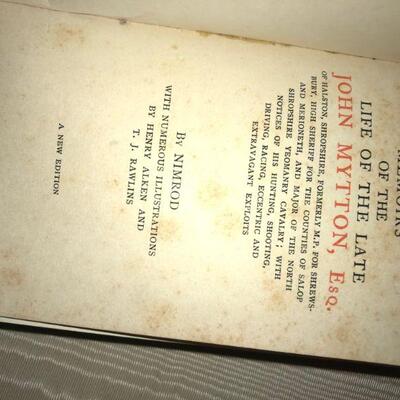 MEMOIRS
OF THE
LIFE OF THE LATE
JOHN MYTTON, ESQ.
OF HALSTON, SHROPSHIRE, FORMERLY M.P. FOR SHREWS-
BURY, HIGH SHERIFF FOR THE COUNTIES OF SALOP
AND MERIONETH, AND MAJOR OF THE NORTH
SHROPSHIRE YEOMANRY CAVALRY; WITH
NOTICES OF HIS HUNTING, SHOOTING,
DRIVING, RACING, ECCENTRIC AND
EXTRAVAGANT EXPLOITS
BY NIMROD
WITH NUMEROUS ILLUSTRATIONS
BY HENRY ALKEN AND
T. J. RAWLINS
A NEW EDITION